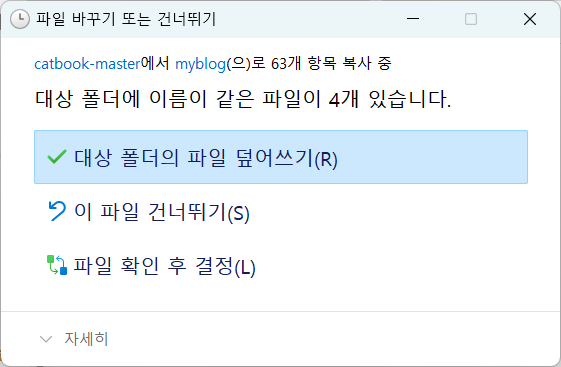 파일 바꾸기 또는 건너뛰기
catbook-master에서 myblog(으)로 63개 항목 복사 중
대상 폴더에 이름이 같은 파일이 4개 있습니다.
대상 폴더의 파일 덮어쓰기(R)
이 파일 건너뛰기(S)
파일 확인 후 결정(L)
자세히